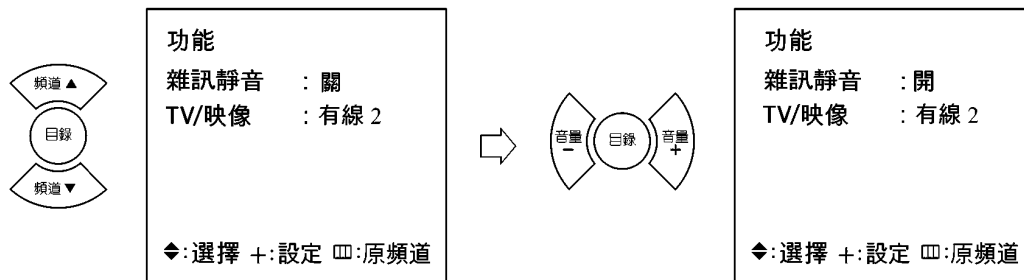 頻道 ▲
目錄
頻道 ▼
功能
雜訊靜音 : 關
TV/映像 : 有線 2
◆:選擇 +:設定 Ш:原頻道
音量
−
目錄
音量
+
功能
雜訊靜音 : 開
TV/映像 : 有線 2
◆:選擇 +:設定 Ш:原頻道